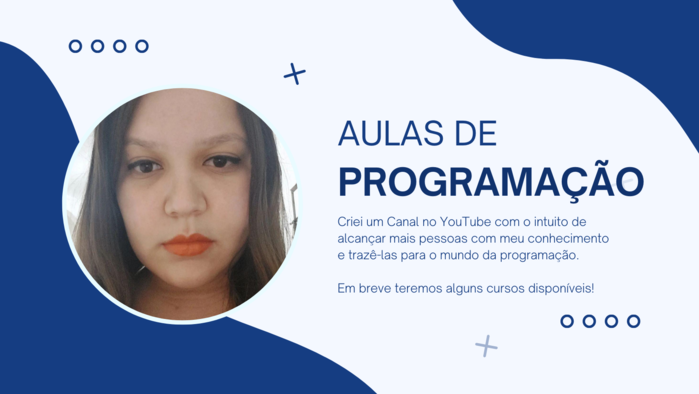 AULAS DE
PROGRAMAÇÃO
Criei um Canal no YouTube com o intuito de
alcançar mais pessoas com meu conhecimento
e trazê-las para o mundo da programação.
Em breve teremos alguns cursos disponíveis!